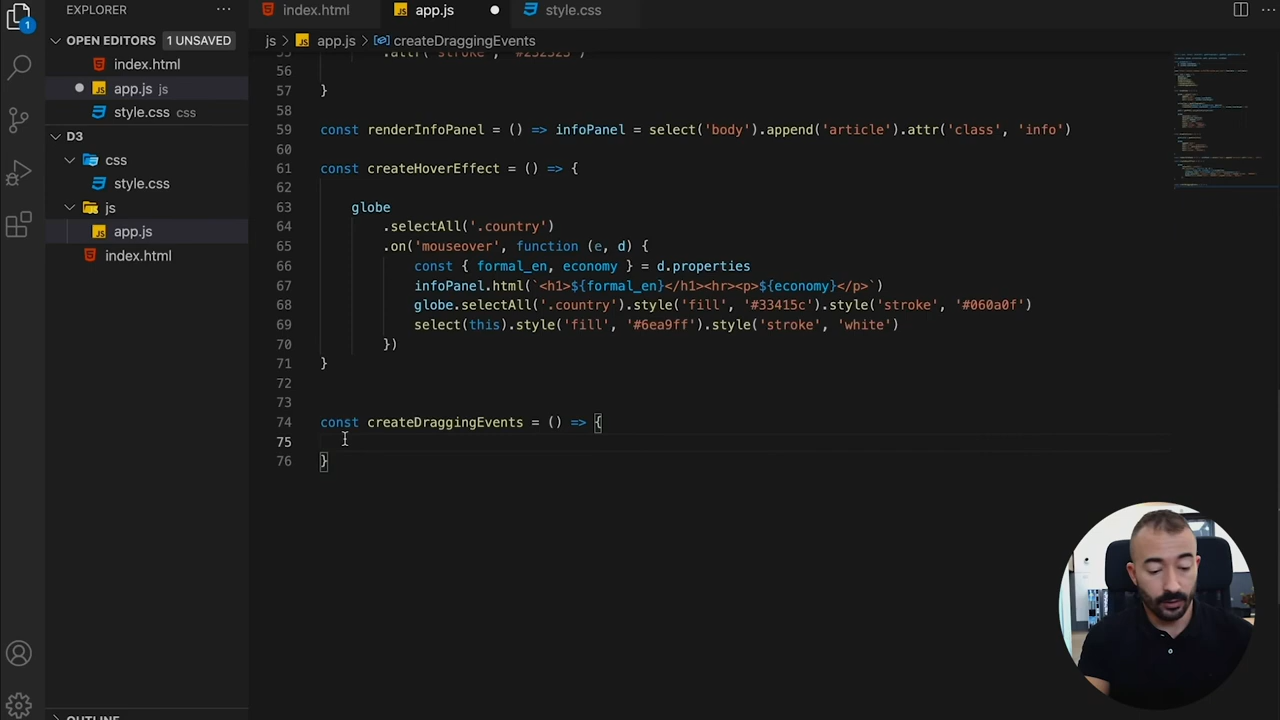 EXPLORER
···
index.html
app.js
style.css
···
1
OPEN EDITORS 1 UNSAVED
index.html
app.js js
style.css css
D3
css
style.css
js
app.js
index.html
OUTLINE
js > app.js > createDraggingEvents
56
57 }
58
59 const renderInfoPanel = () => infoPanel = select('body').append('article').attr('class', 'info')
60
61 const createHoverEffect = () => {
62
63 globe
64 .selectAll('.country')
65 .on('mouseover', function (e, d) {
66 const { formal_en, economy } = d.properties
67 infoPanel.html(`<h1>${formal_en}</h1><hr><p>${economy}</p>`)
68 globe.selectAll('.country').style('fill', '#33415c').style('stroke', '#060a0f')
69 select(this).style('fill', '#6ea9ff').style('stroke', 'white')
70 })
71 }
72
73
74 const createDraggingEvents = () => {
75
76 }